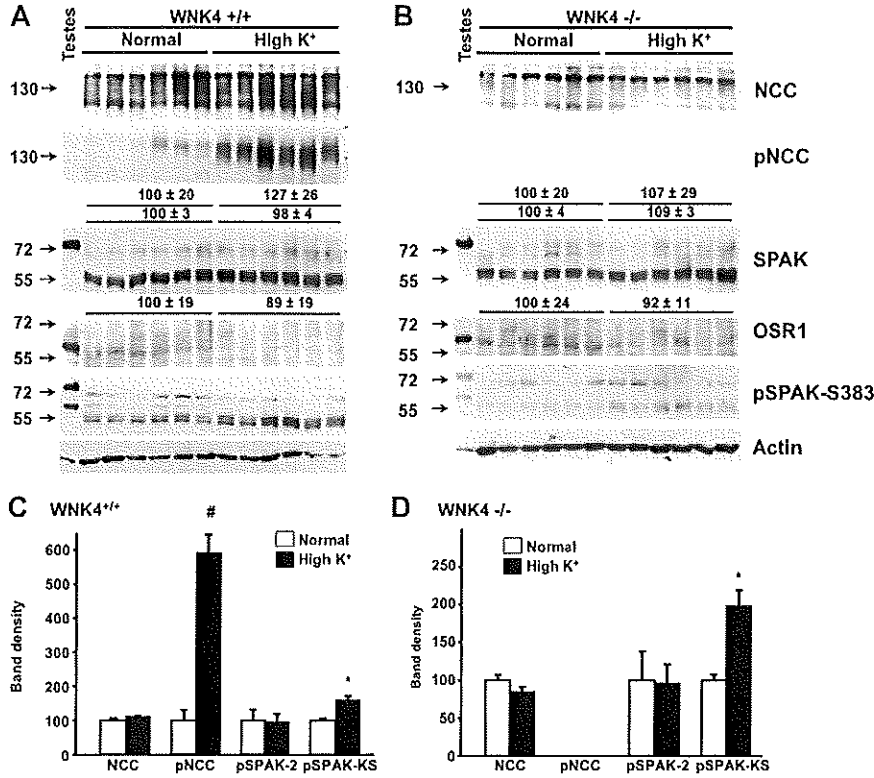 A
WNK4 +/+
Testes
Normal
High K+
130→
130→
100 ± 20
127 ± 26
100 ± 3
98 ± 4
72→
55→
100 ± 19
89 ± 19
72→
55→
72→
55→
B
WNK4 -/-
Testes
Normal
High K+
130→
NCC
pNCC
100 ± 20
107 ± 29
100 ± 4
109 ± 3
72→
SPAK
55→
100 ± 24
92 ± 11
72→
OSR1
55→
72→
pSPAK-S383
55→
Actin
C
WNK4+/+
#
Normal
High K+
*
Band density
600
500
400
300
200
100
0
NCC
pNCC
pSPAK-2
pSPAK-KS
D
WNK4 -/-
Normal
High K+
*
Band density
250
200
150
100
50
0
NCC
pNCC
pSPAK-2
pSPAK-KS